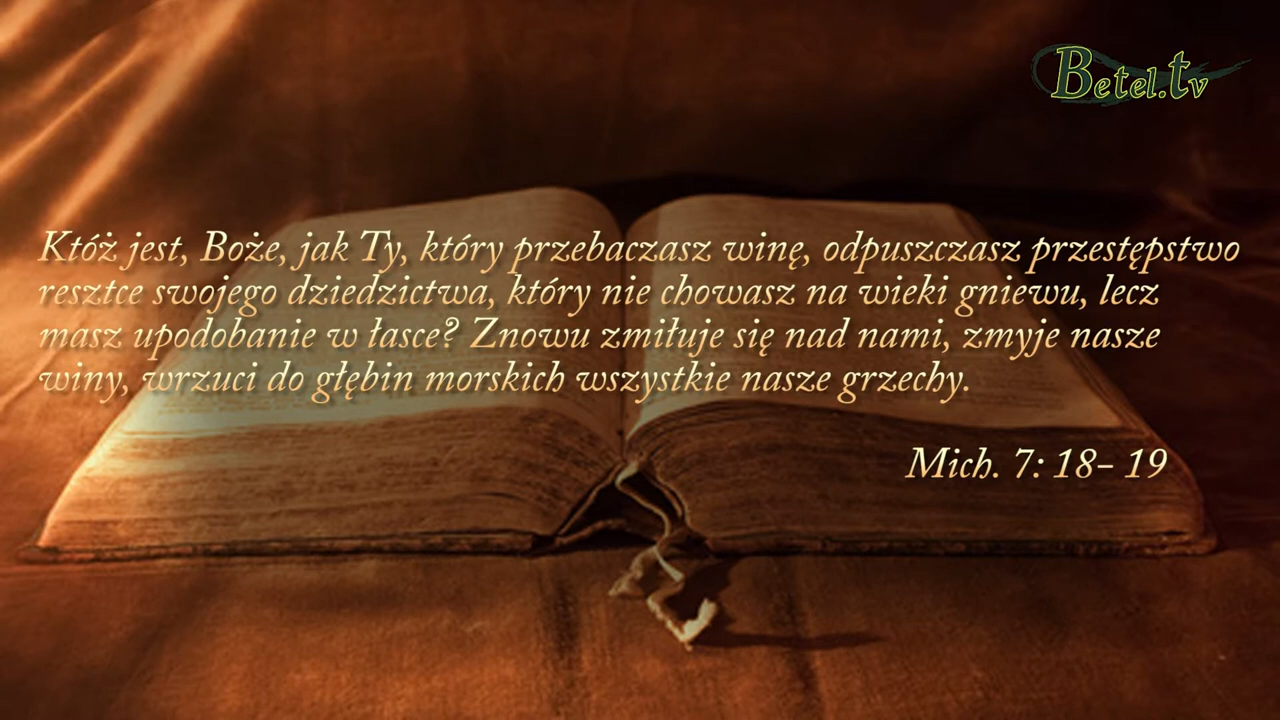 Betel.tv
Któż jest, Boże, jak Ty, który przebaczasz winę, odpuszczasz przestępstwo
resztce swojego dziedzictwa, który nie chowasz na wieki gniewu, lecz
masz upodobanie w łasce? Znowu zmiłuje się nad nami, zmyje nasze
winy, wrzuci do głębin morskich wszystkie nasze grzechy.
Mich. 7: 18- 19